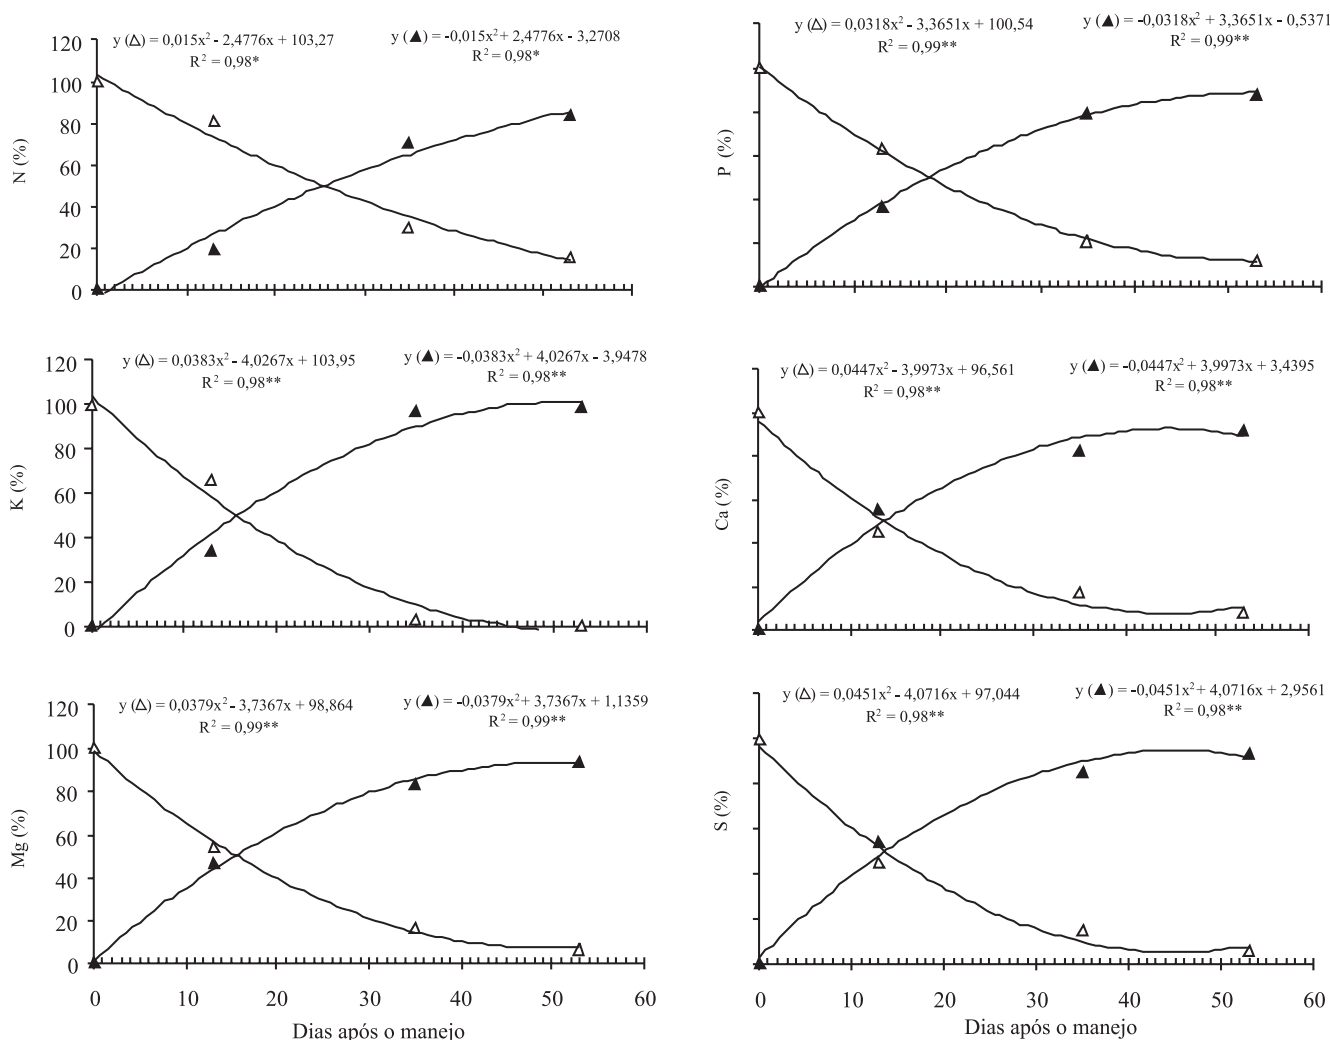 y (△) = 0,015x² - 2,4776x + 103,27
R² = 0,98*
y (▲) = -0,015x² + 2,4776x - 3,2708
R² = 0,98*
120
100
80
60
40
20
0
N (%)
y (△) = 0,0318x² - 3,3651x + 100,54
R² = 0,99**
y (▲) = -0,0318x² + 3,3651x - 0,5371
R² = 0,99**
P (%)
y (△) = 0,0383x² - 4,0267x + 103,95
R² = 0,98**
y (▲) = -0,0383x² + 4,0267x - 3,9478
R² = 0,98**
120
100
80
60
40
20
0
K (%)
y (△) = 0,0447x² - 3,9973x + 96,561
R² = 0,98**
y (▲) = -0,0447x² + 3,9973x + 3,4395
R² = 0,98**
Ca (%)
y (△) = 0,0379x² - 3,7367x + 98,864
R² = 0,99**
y (▲) = -0,0379x² + 3,7367x + 1,1359
R² = 0,99**
120
100
80
60
40
20
0
Mg (%)
0 10 20 30 40 50 60
Dias após o manejo
y (△) = 0,0451x² - 4,0716x + 97,044
R² = 0,98**
y (▲) = -0,0451x² + 4,0716x + 2,9561
R² = 0,98**
S (%)
0 10 20 30 40 50 60
Dias após o manejo